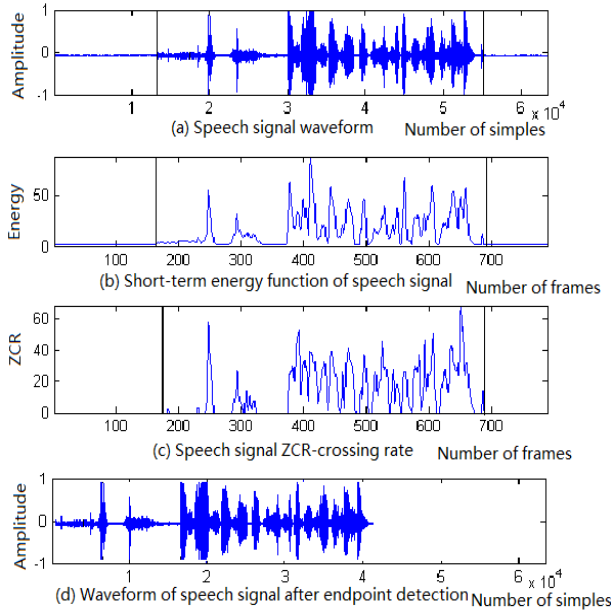 1
Amplitude
0
-1
1 2 3 4 5 6
x 10^4
(a) Speech signal waveform Number of simples
Energy
50
0
100 200 300 400 500 600 700
(b) Short-term energy function of speech signal Number of frames
ZCR
60
40
20
0
100 200 300 400 500 600 700
(c) Speech signal ZCR-crossing rate Number of frames
1
Amplitude
0
-1
0 1 2 3 4 5 6
x 10^4
(d) Waveform of speech signal after endpoint detection Number of simples